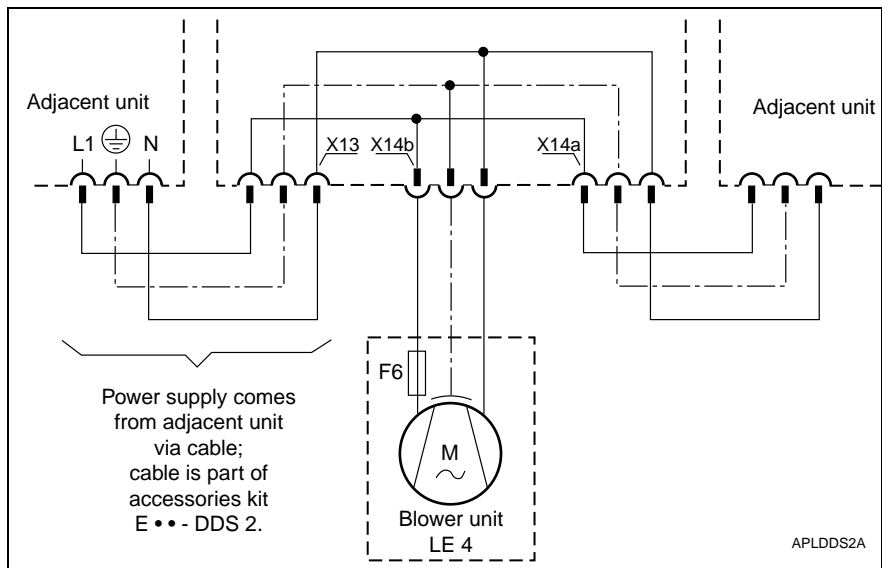 Adjacent unit
Adjacent unit
L1 N
X13 X14b X14a
F6
M
Power supply comes
from adjacent unit
via cable;
cable is part of
accessories kit
E • • - DDS 2.
Blower unit
LE 4
APLDDS2A